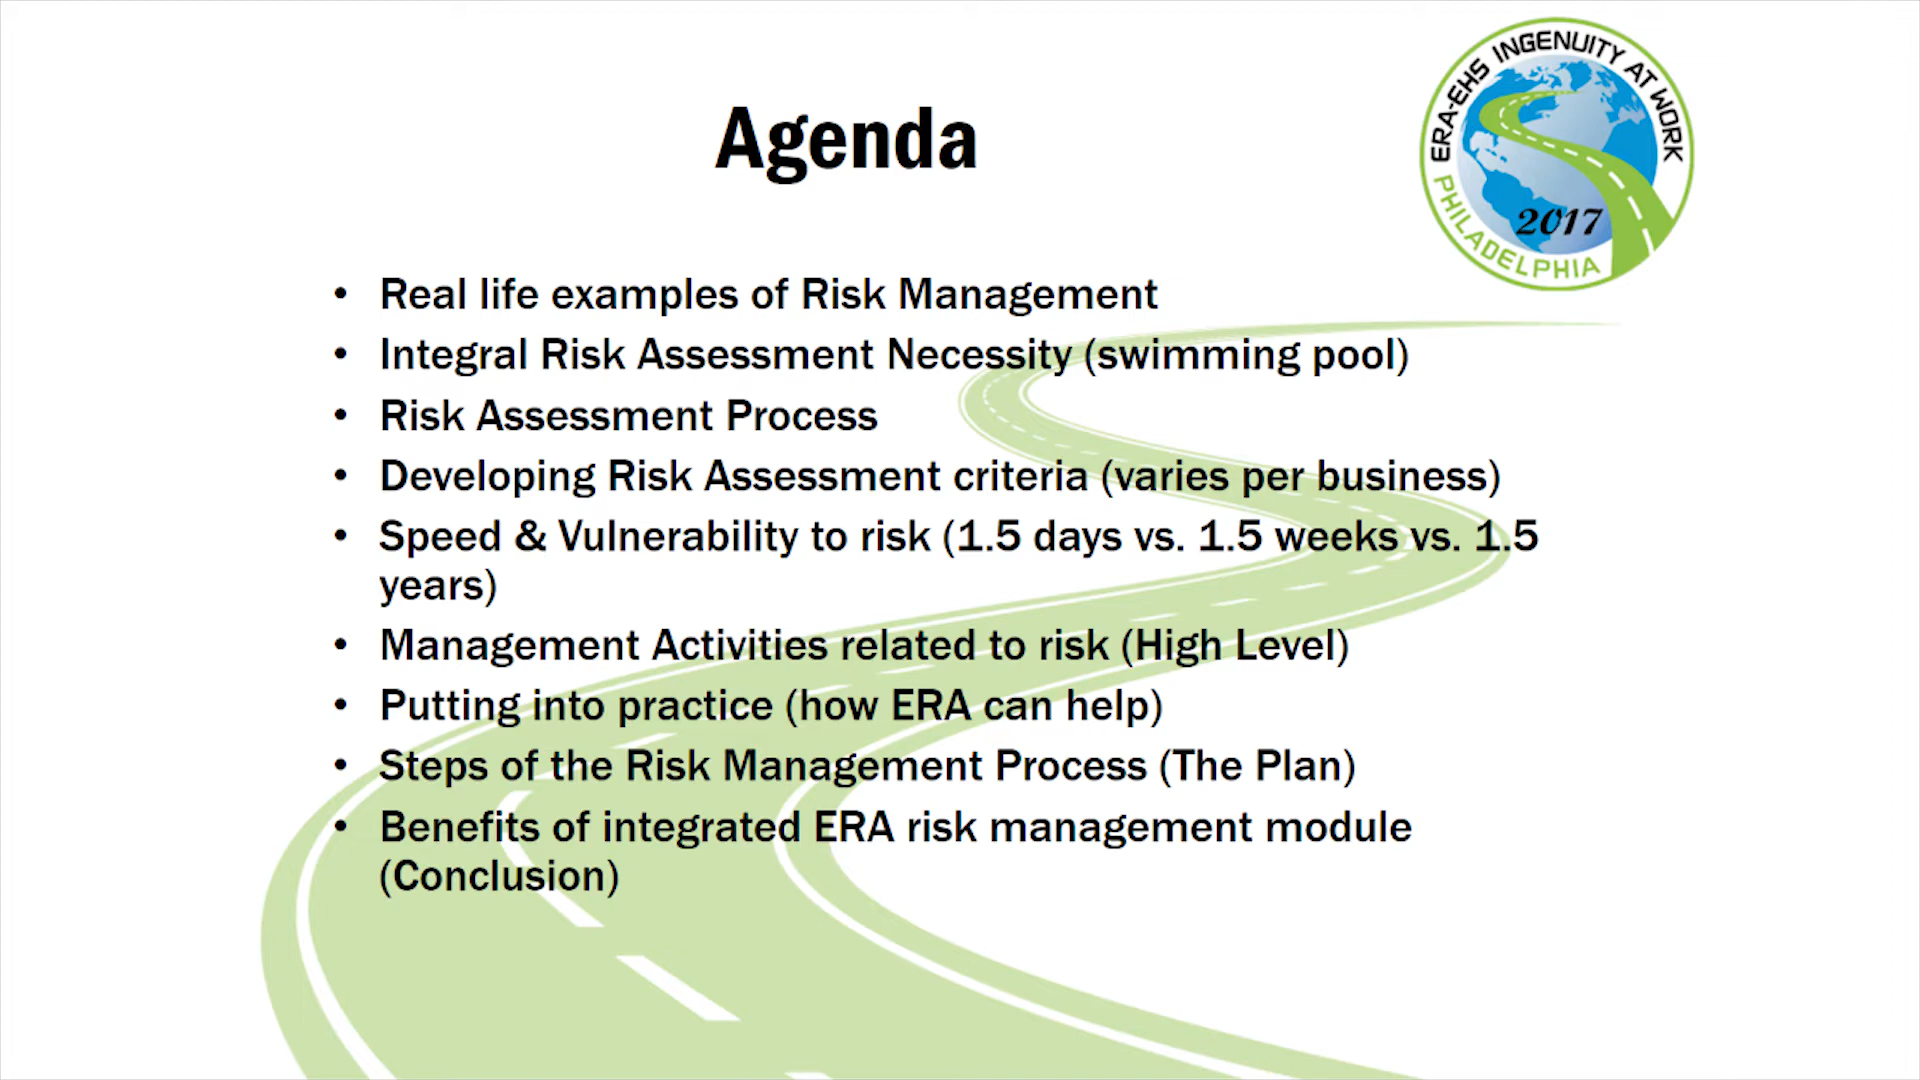 Agenda
ERA-EHS INGENUITY AT WORK
2017
PHILADELPHIA
• Real life examples of Risk Management
• Integral Risk Assessment Necessity (swimming pool)
• Risk Assessment Process
• Developing Risk Assessment criteria (varies per business)
• Speed & Vulnerability to risk (1.5 days vs. 1.5 weeks vs. 1.5
years)
• Management Activities related to risk (High Level)
• Putting into practice (how ERA can help)
• Steps of the Risk Management Process (The Plan)
• Benefits of integrated ERA risk management module
(Conclusion)